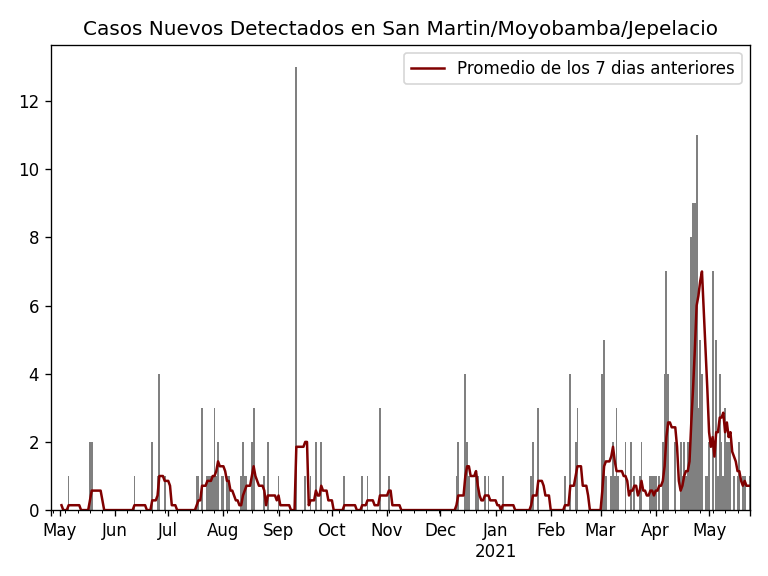 Casos Nuevos Detectados en San Martin/Moyobamba/Jepelacio
Promedio de los 7 dias anteriores
12
10
8
6
4
2
0
May Jun Jul Aug Sep Oct Nov Dec Jan Feb Mar Apr May
2021